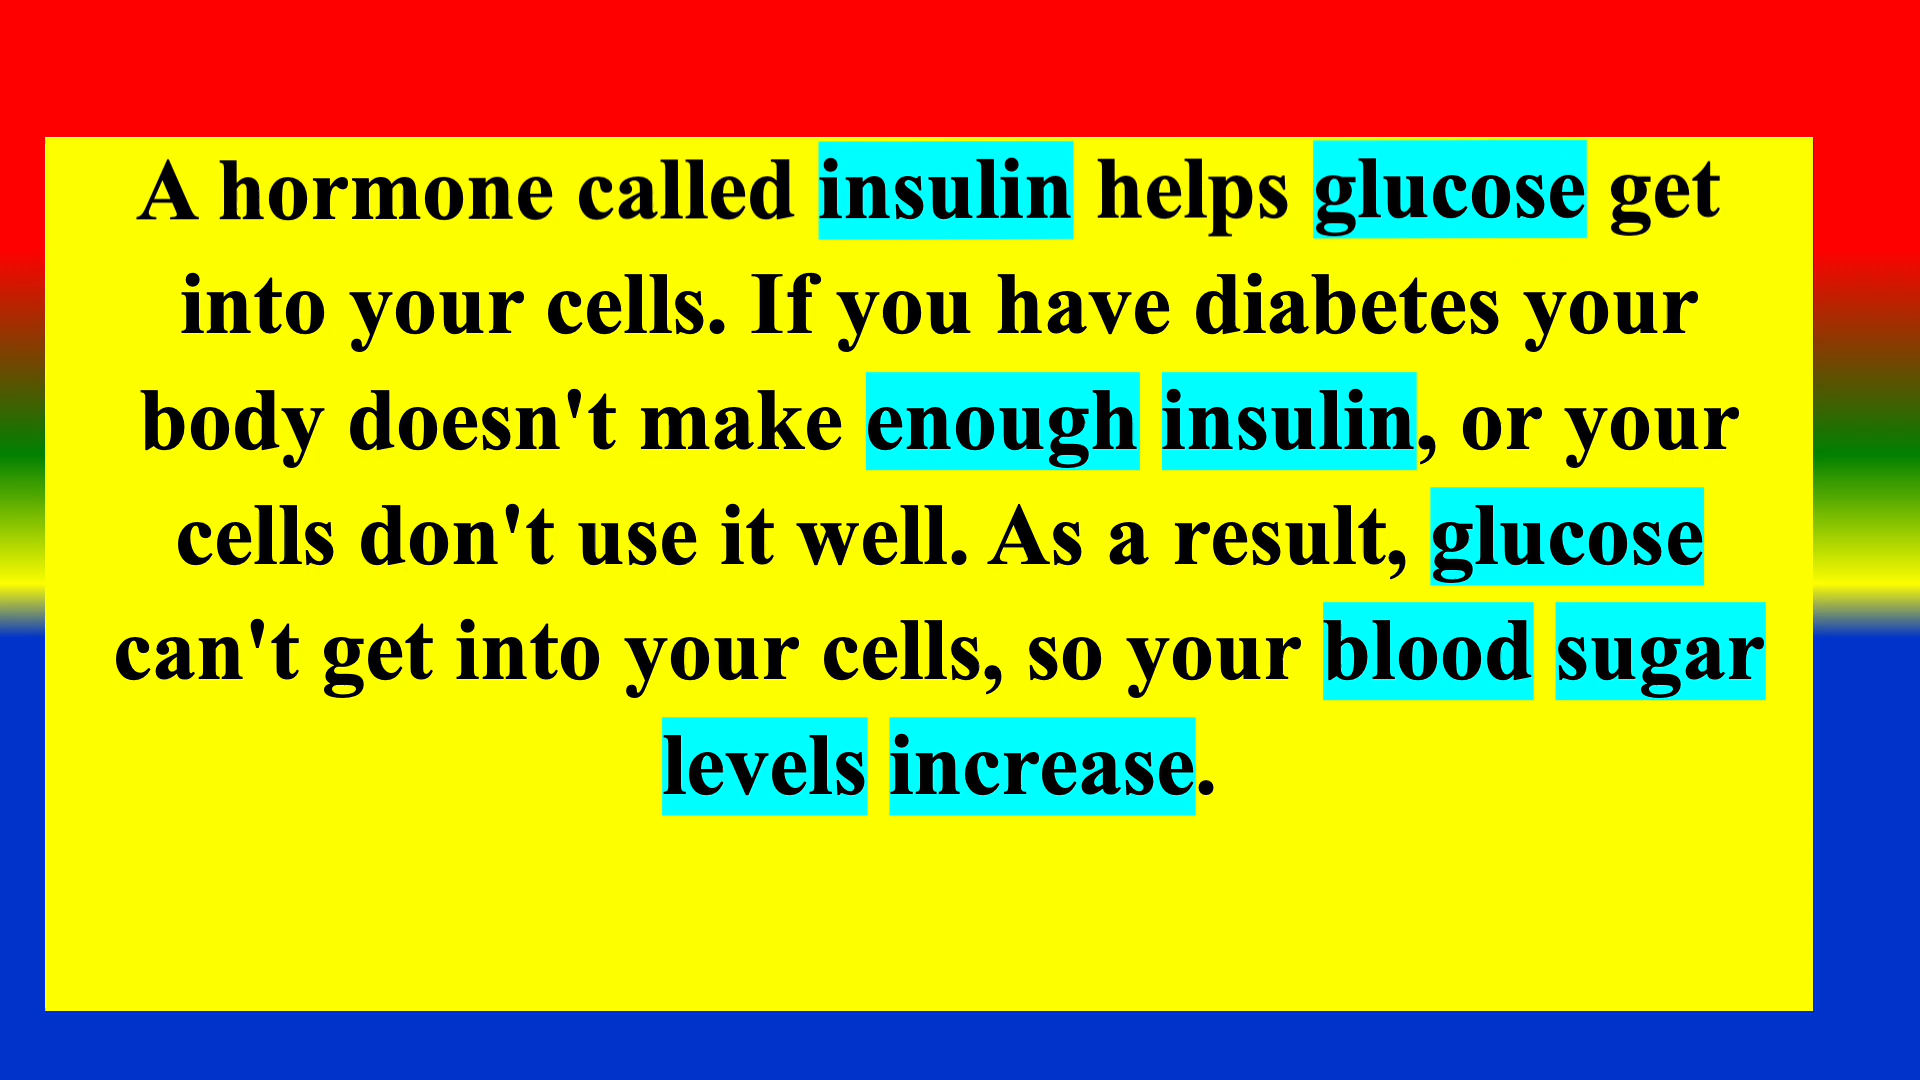 A hormone called insulin helps glucose get
into your cells. If you have diabetes your
body doesn't make enough insulin, or your
cells don't use it well. As a result, glucose
can't get into your cells, so your blood sugar
levels increase.